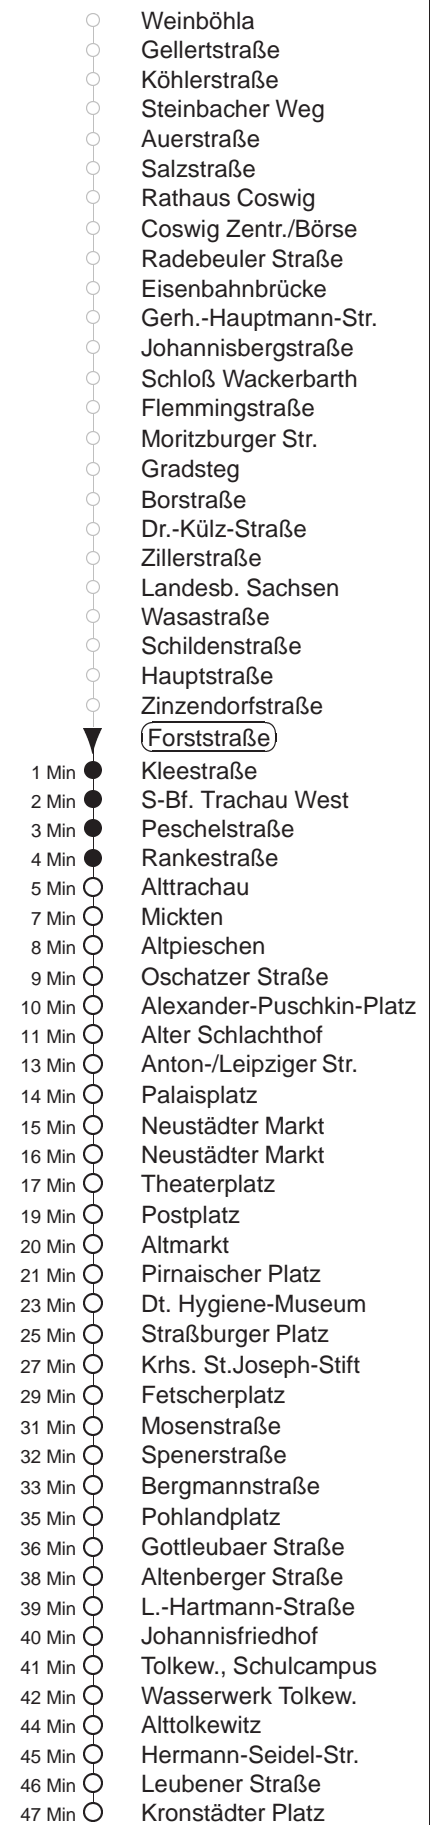 Weinböhla
Gellertstraße
Köhlerstraße
Steinbacher Weg
Auerstraße
Salzstraße
Rathaus Coswig
Coswig Zentr./Börse
Radebeuler Straße
Eisenbahnbrücke
Gerh.-Hauptmann-Str.
Johannisbergstraße
Schloß Wackerbarth
Flemmingstraße
Moritzburger Str.
Gradsteg
Borstraße
Dr.-Külz-Straße
Zillerstraße
Landesb. Sachsen
Wasastraße
Schildenstraße
Hauptstraße
Zinzendorfstraße
Forststraße
1 Min Kleestraße
2 Min S-Bf. Trachau West
3 Min Peschelstraße
4 Min Rankestraße
5 Min Alttrachau
7 Min Mickten
8 Min Altpieschen
9 Min Oschatzer Straße
10 Min Alexander-Puschkin-Platz
11 Min Alter Schlachthof
13 Min Anton-/Leipziger Str.
14 Min Palaisplatz
15 Min Neustädter Markt
16 Min Neustädter Markt
17 Min Theaterplatz
19 Min Postplatz
20 Min Altmarkt
21 Min Pirnaischer Platz
23 Min Dt. Hygiene-Museum
25 Min Straßburger Platz
27 Min Krhs. St.Joseph-Stift
29 Min Fetscherplatz
31 Min Mosenstraße
32 Min Spenerstraße
33 Min Bergmannstraße
35 Min Pohlandplatz
36 Min Gottleubaer Straße
38 Min Altenberger Straße
39 Min L.-Hartmann-Straße
40 Min Johannisfriedhof
41 Min Tolkew., Schulcampus
42 Min Wasserwerk Tolkew.
44 Min Alttolkewitz
45 Min Hermann-Seidel-Str.
46 Min Leubener Straße
47 Min Kronstädter Platz